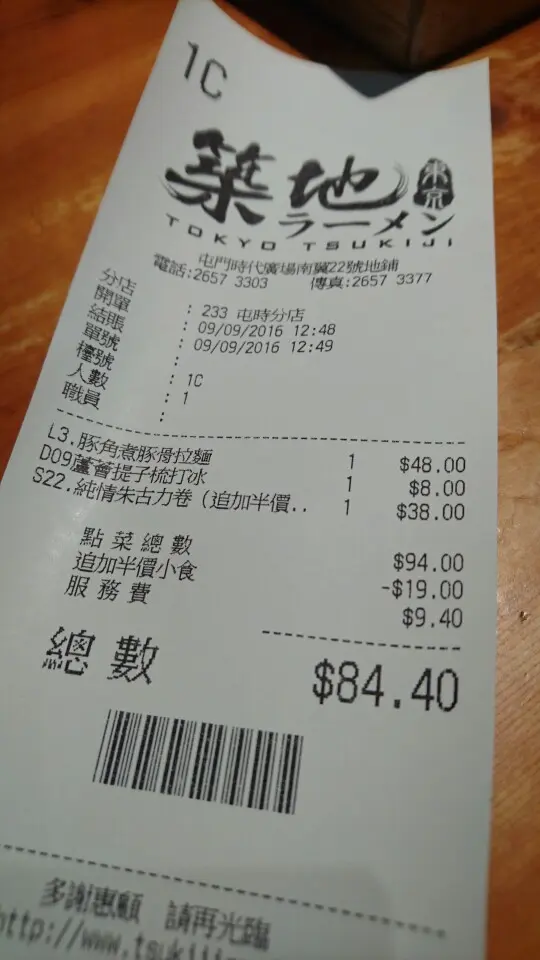 1C
築地 東京
ラーメン
TOKYO TSUKIJI
屯門時代廣場南翼22號地鋪
電話:2657 3303 傳真:2657 3377
分店 : 233 屯時分店
開單 : 09/09/2016 12:48
結賬 : 09/09/2016 12:49
單號 :
檯號 : 1C
人數 : 1
職員 :
L3.豚角煮豚骨拉麵 1 $48.00
D09蘆薈提子梳打冰 1 $8.00
S22.純情朱古力卷（追加半價.. 1 $38.00
點菜總數 $94.00
追加半價小食 -$19.00
服務費 $9.40
總數 $84.40
多謝惠顧 請再光臨
http://www.tsukiji